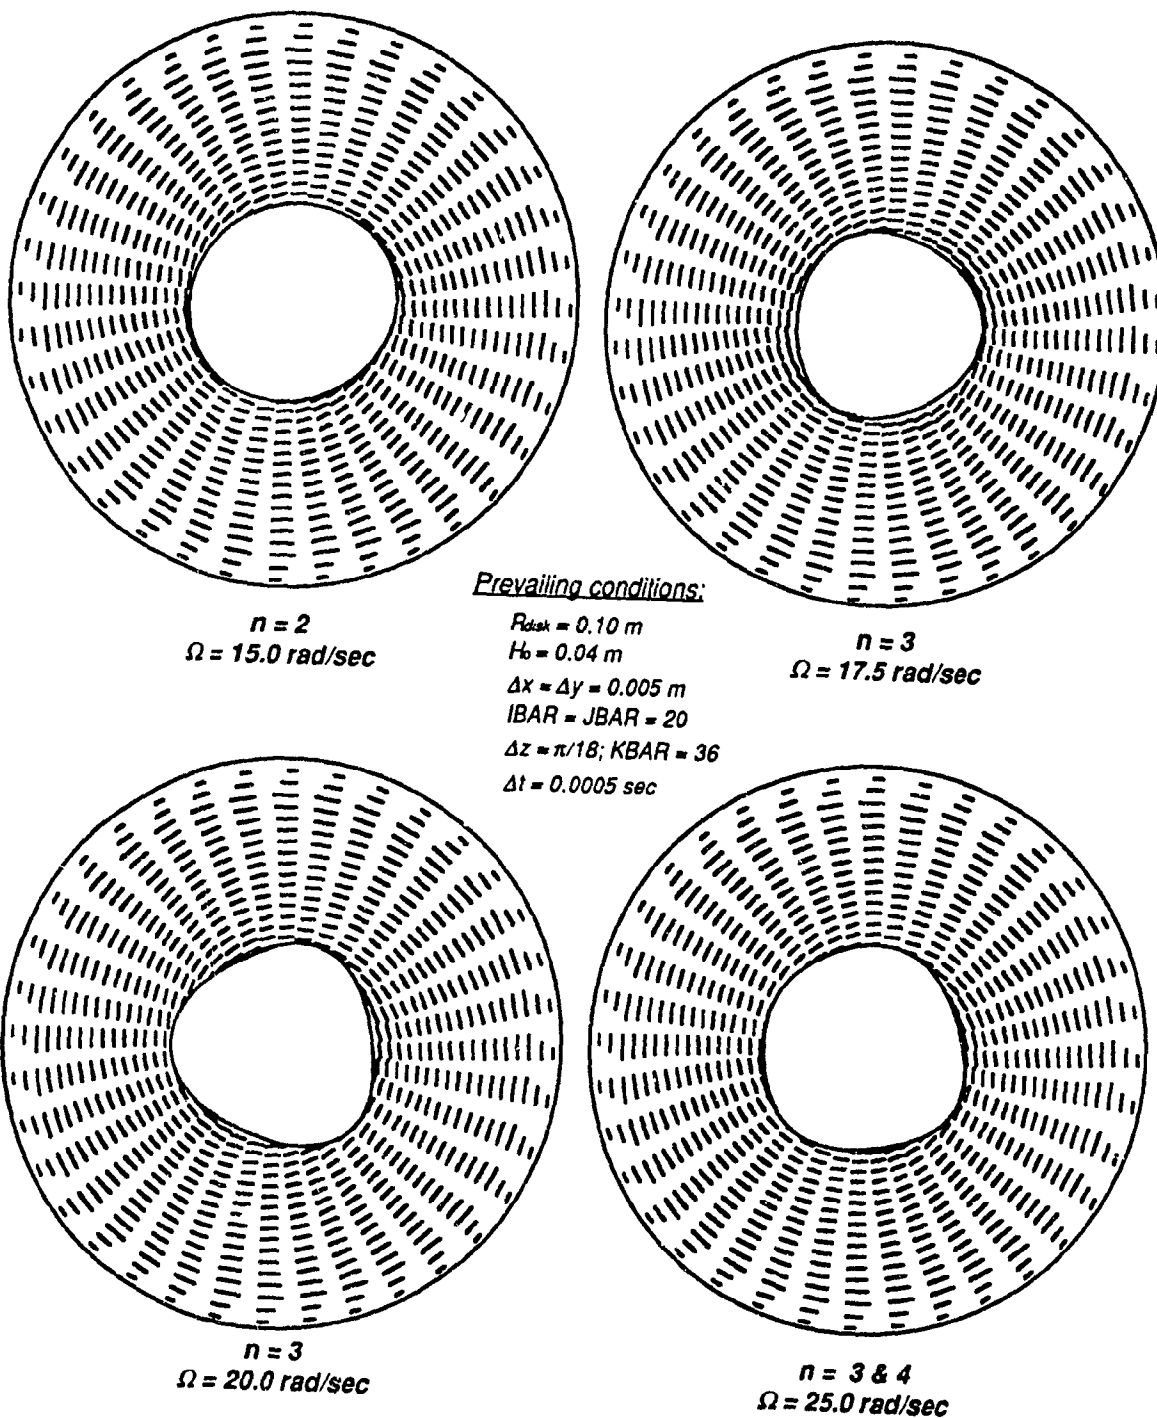 n = 2
Ω = 15.0 rad/sec
n = 3
Ω = 17.5 rad/sec
Prevailing conditions:
Rdisk = 0.10 m
Ho = 0.04 m
Δx = Δy = 0.005 m
IBAR = JBAR = 20
Δz = π/18; KBAR = 36
Δt = 0.0005 sec
n = 3
Ω = 20.0 rad/sec
n = 3 & 4
Ω = 25.0 rad/sec